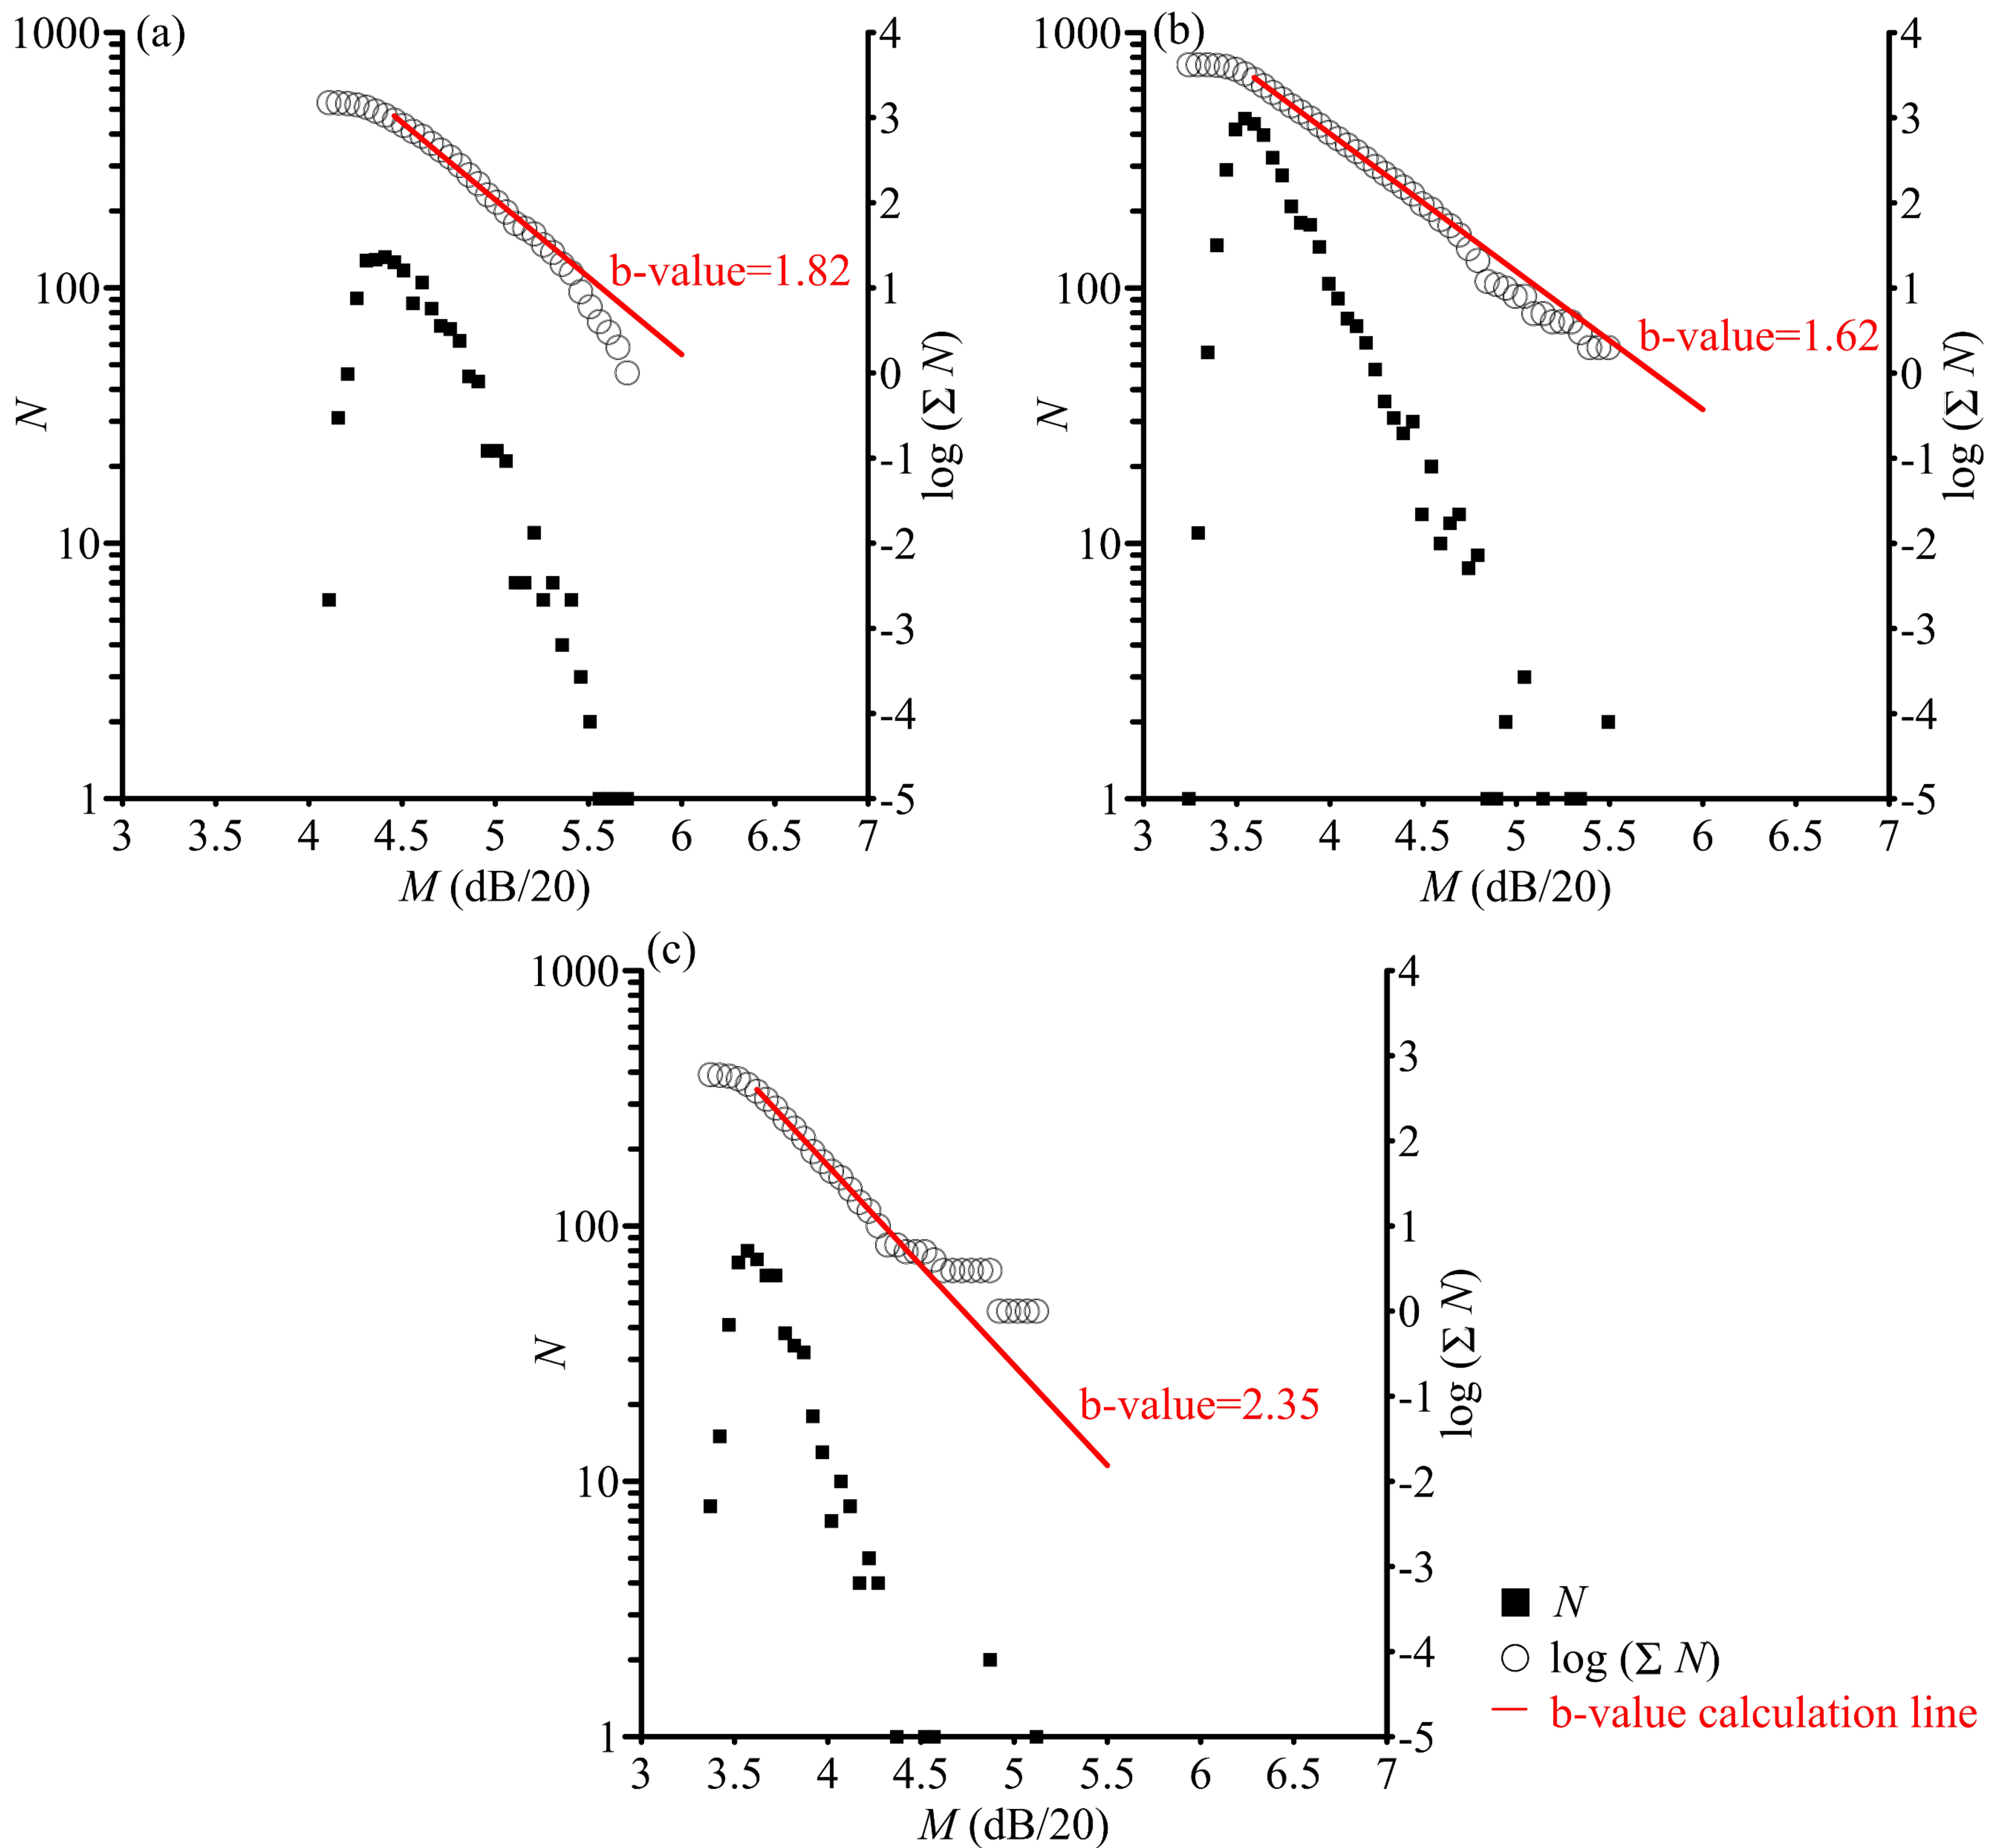 (a)
1000
100
10
1
N
4
3
2
1
0
-1
-2
-3
-4
-5
log (Σ N)
b-value=1.82
3 3.5 4 4.5 5 5.5 6 6.5 7
M (dB/20)
(b)
1000
100
10
1
N
4
3
2
1
0
-1
-2
-3
-4
-5
log (Σ N)
b-value=1.62
3 3.5 4 4.5 5 5.5 6 6.5 7
M (dB/20)
(c)
1000
100
10
1
N
4
3
2
1
0
-1
-2
-3
-4
-5
log (Σ N)
b-value=2.35
3 3.5 4 4.5 5 5.5 6 6.5 7
M (dB/20)
N
log (Σ N)
b-value calculation line